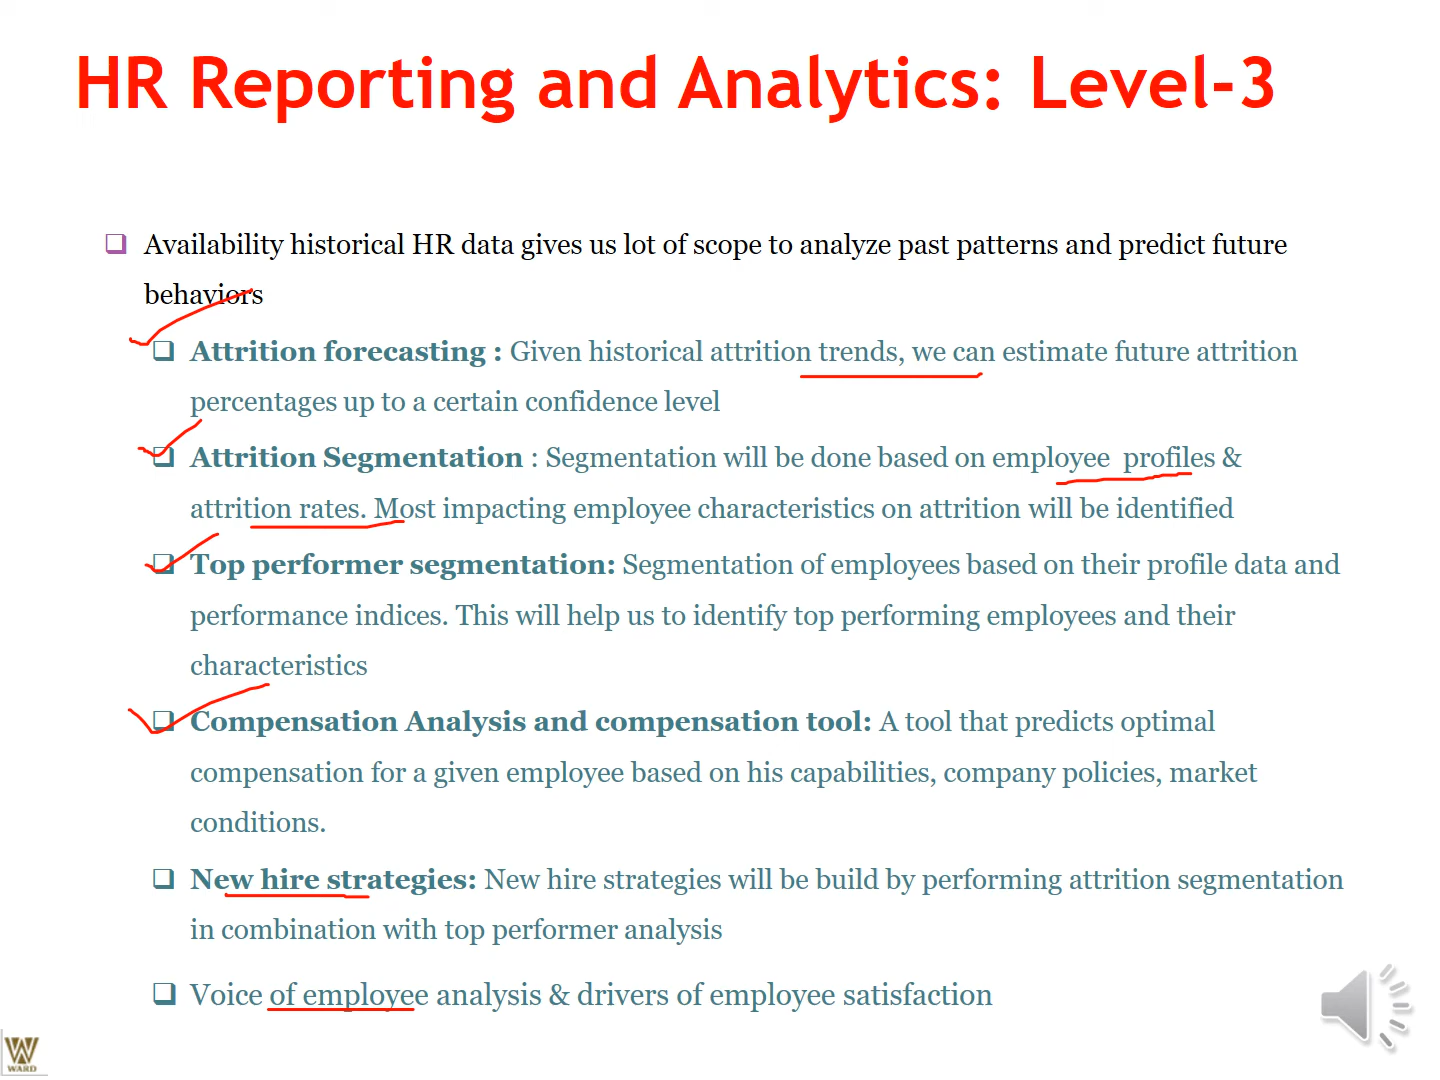 HR Reporting and Analytics: Level-3
Availability historical HR data gives us lot of scope to analyze past patterns and predict future
behaviors
Attrition forecasting : Given historical attrition trends, we can estimate future attrition
percentages up to a certain confidence level
Attrition Segmentation : Segmentation will be done based on employee profiles &
attrition rates. Most impacting employee characteristics on attrition will be identified
Top performer segmentation: Segmentation of employees based on their profile data and
performance indices. This will help us to identify top performing employees and their
characteristics
Compensation Analysis and compensation tool: A tool that predicts optimal
compensation for a given employee based on his capabilities, company policies, market
conditions.
New hire strategies: New hire strategies will be build by performing attrition segmentation
in combination with top performer analysis
Voice of employee analysis & drivers of employee satisfaction
WARD